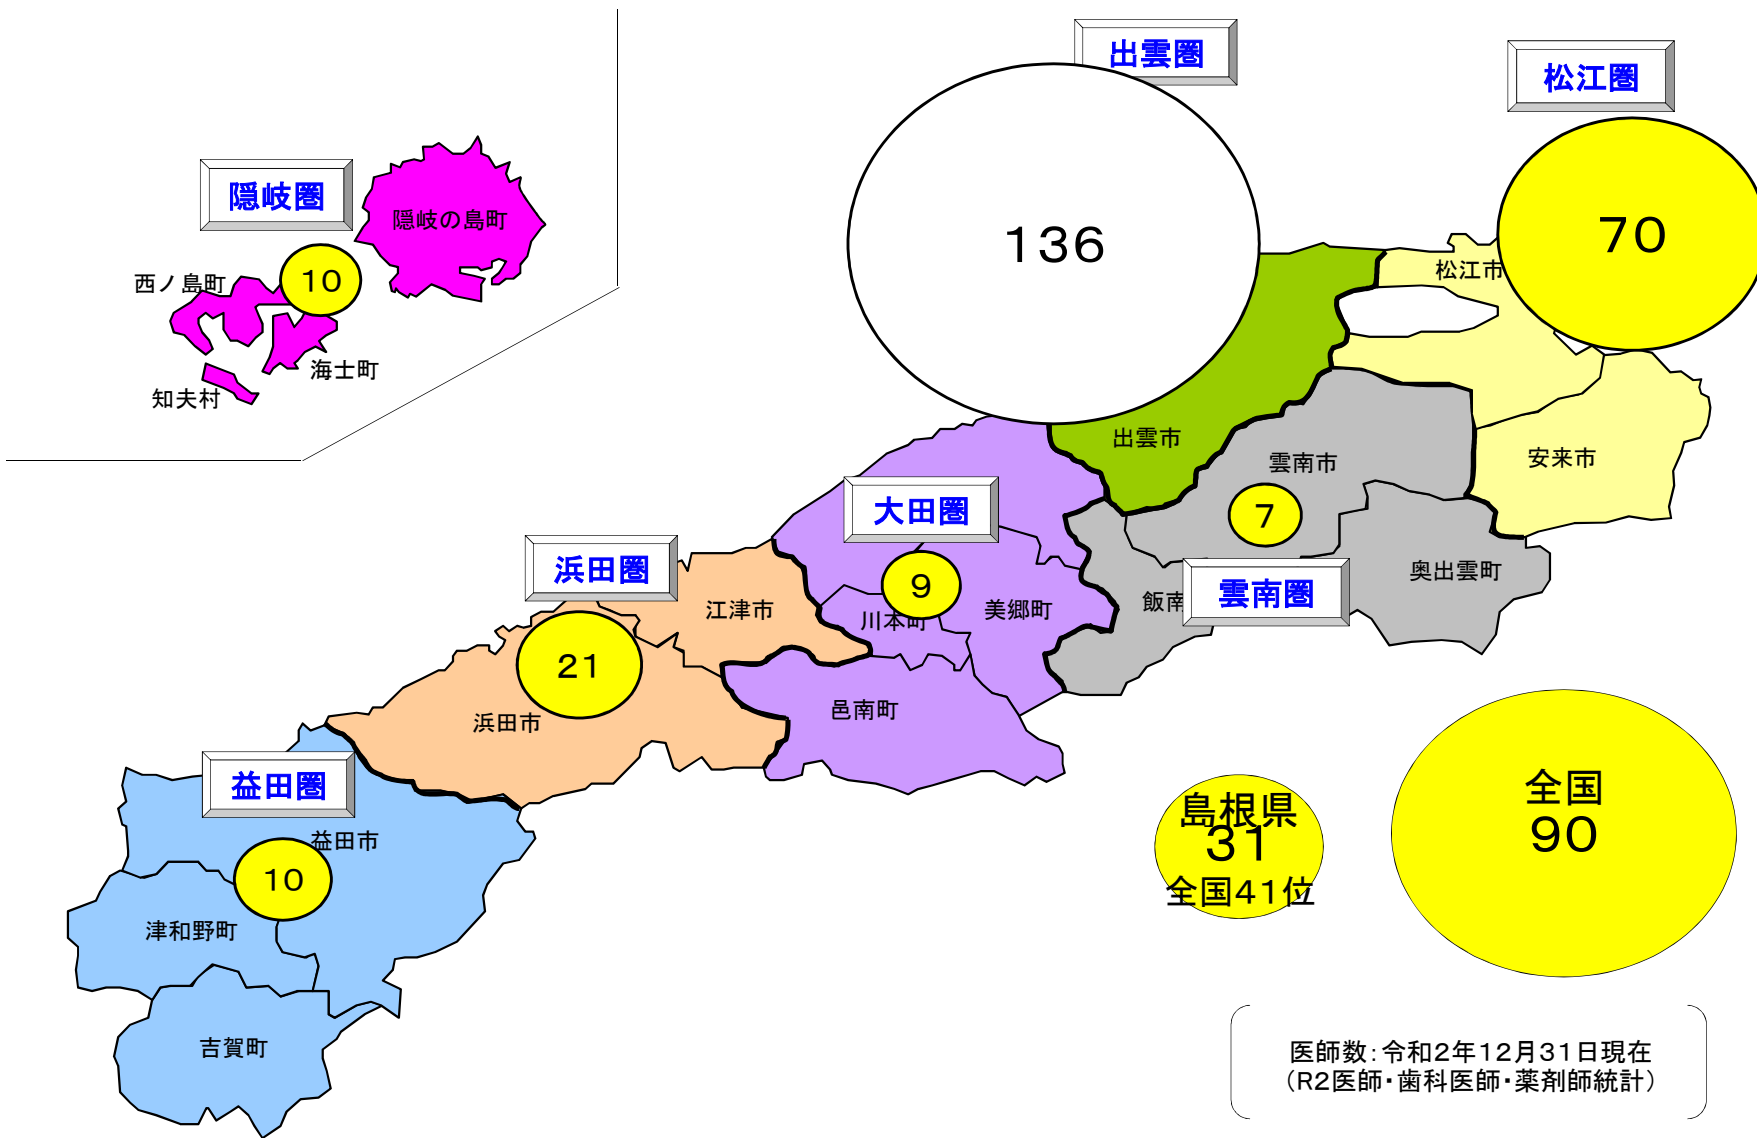 出雲圏
松江圏
隠岐圏
隠岐の島町
136
70
松江市
西ノ島町
10
海士町
知夫村
出雲市
雲南市
安来市
大田圏
7
浜田圏
9
奥出雲町
江津市
川本町
美郷町
飯南
雲南圏
21
浜田市
邑南町
益田圏
益田市
10
津和野町
吉賀町
島根県
31
全国41位
全国
90
医師数：令和2年12月31日現在
（R2医師・歯科医師・薬剤師統計）